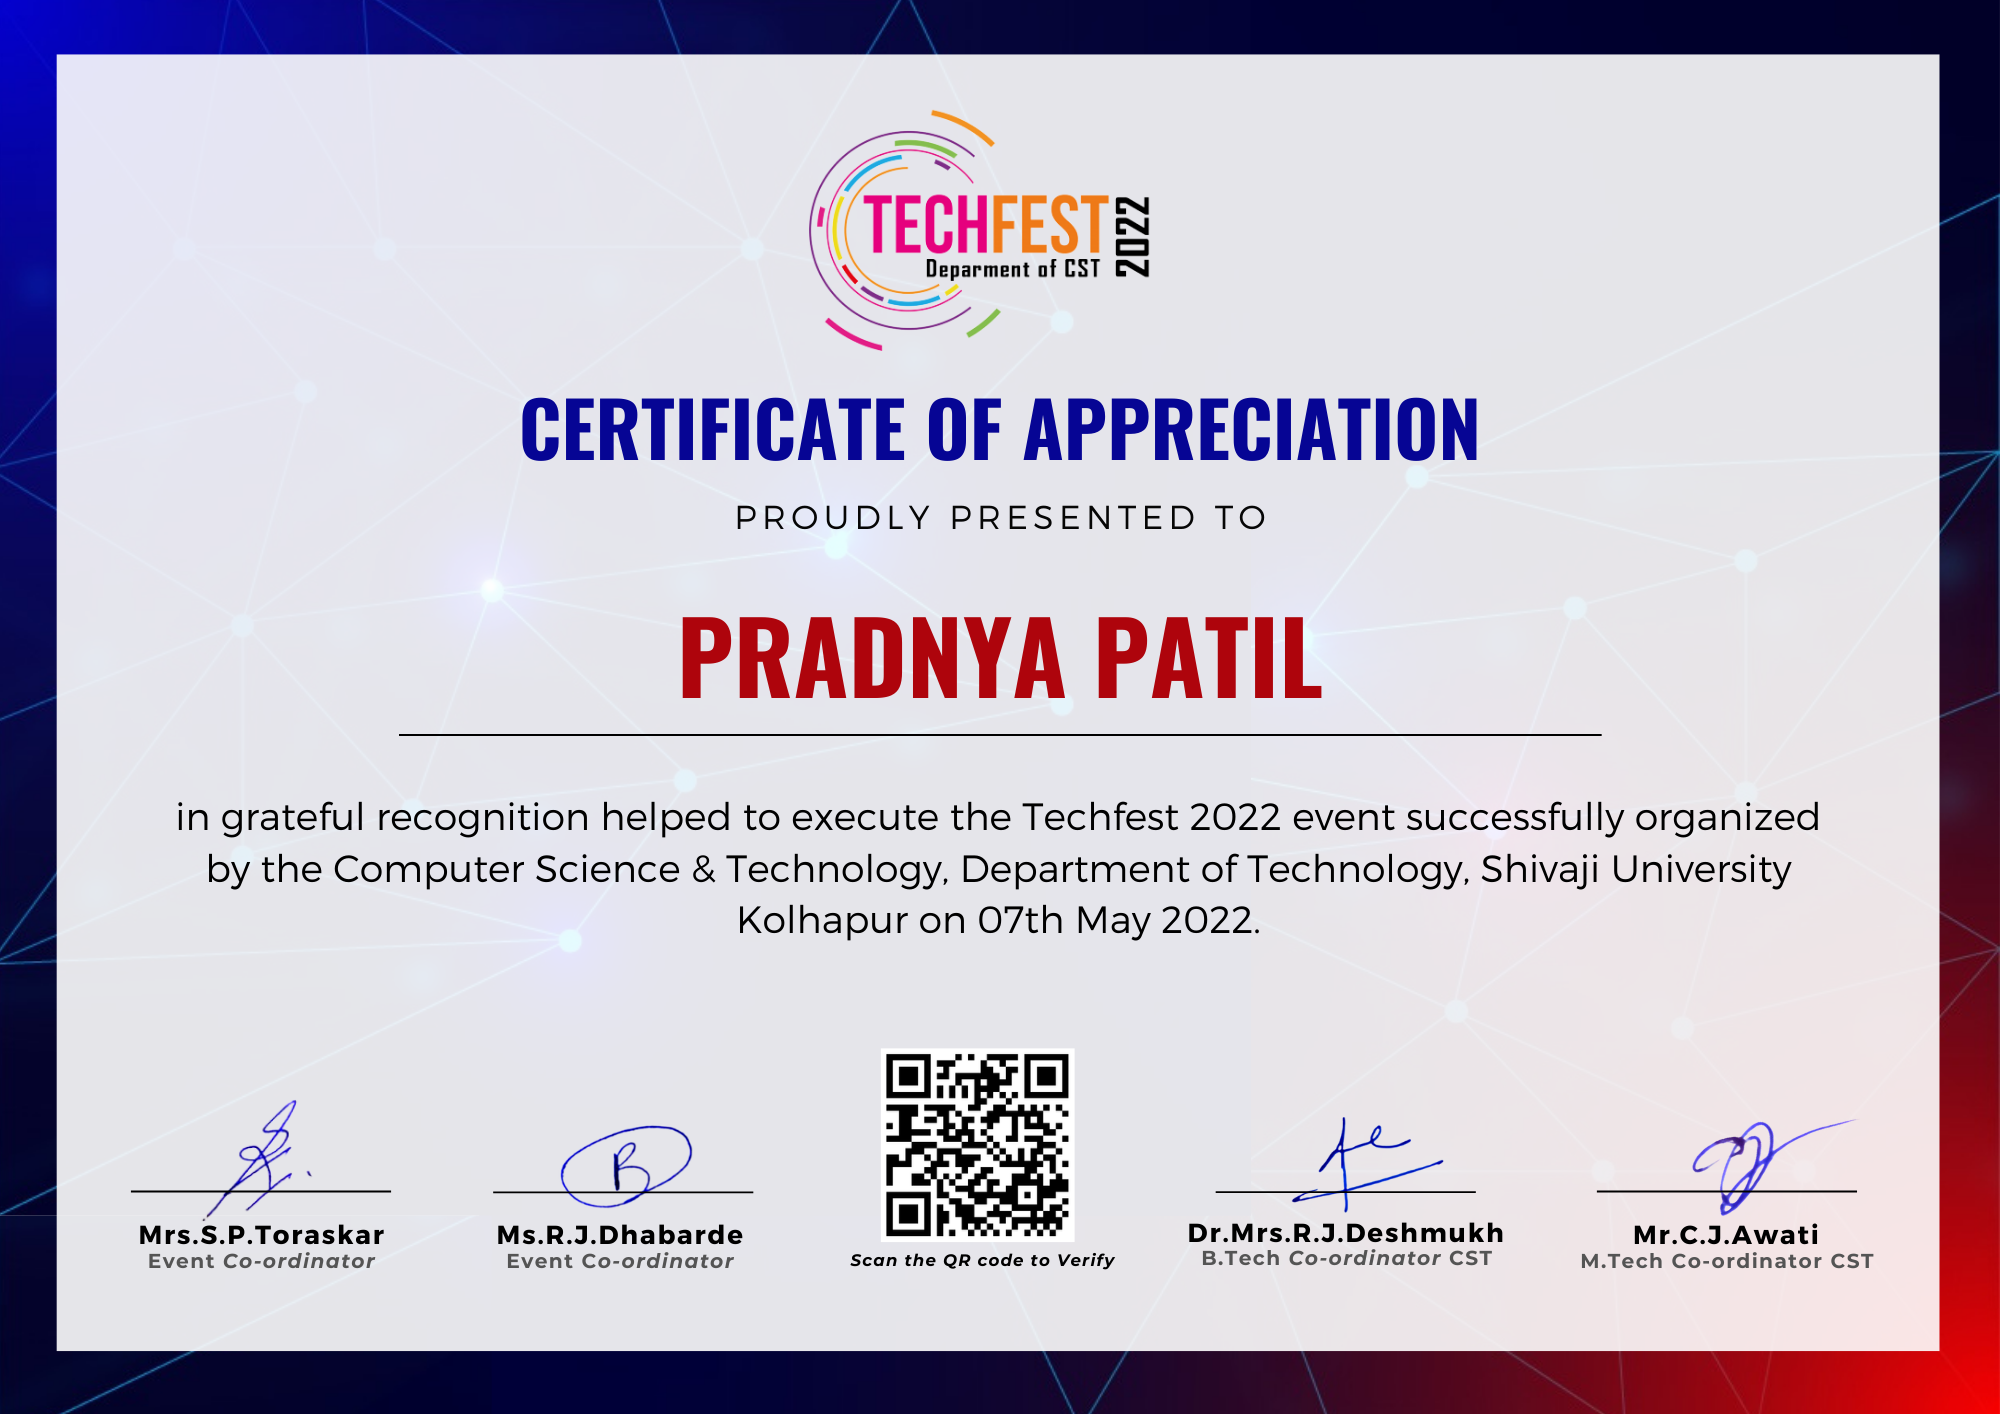 TECHFEST 2022
Deparment of CST
CERTIFICATE OF APPRECIATION
PROUDLY PRESENTED TO
PRADNYA PATIL
in grateful recognition helped to execute the Techfest 2022 event successfully organized
by the Computer Science & Technology, Department of Technology, Shivaji University
Kolhapur on 07th May 2022.
B
Mrs.S.P.Toraskar
Event Co-ordinator
Ms.R.J.Dhabarde
Event Co-ordinator
Scan the QR code to Verify
Dr.Mrs.R.J.Deshmukh
B.Tech Co-ordinator CST
Mr.C.J.Awati
M.Tech Co-ordinator CST